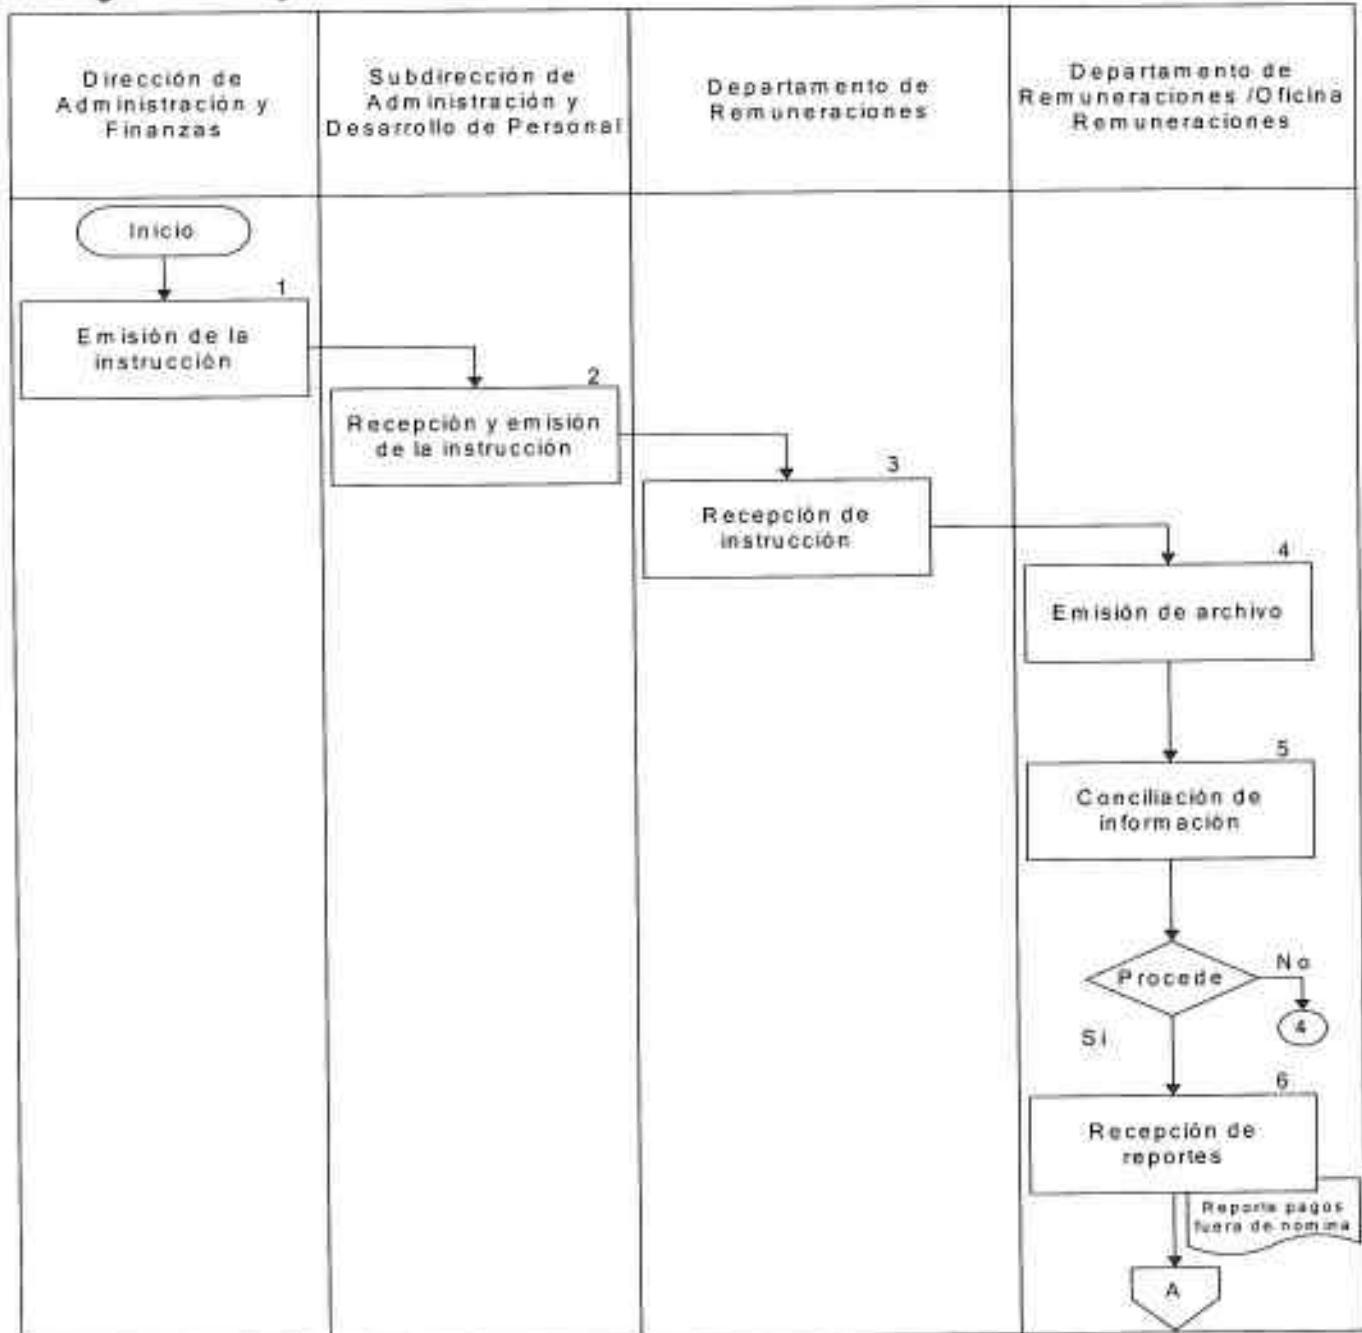 Dirección de
Administración y
Finanzas
Subdirección de
Administración y
Desarrollo de Personal
Departamento de
Remuneraciones
Departamento de
Remuneraciones /Oficina
Remuneraciones
Inicio
1
Emisión de la
instrucción
2
Recepción y emisión
de la instrucción
3
Recepción de
instrucción
4
Emisión de archivo
5
Conciliación de
información
Procede
No
4
Si
6
Recepción de
reportes
Reporte pagos
fuera de nomina
A